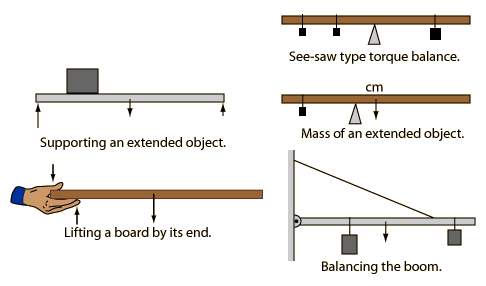 See-saw type torque balance.
cm
Supporting an extended object.
Mass of an extended object.
Lifting a board by its end.
Balancing the boom.